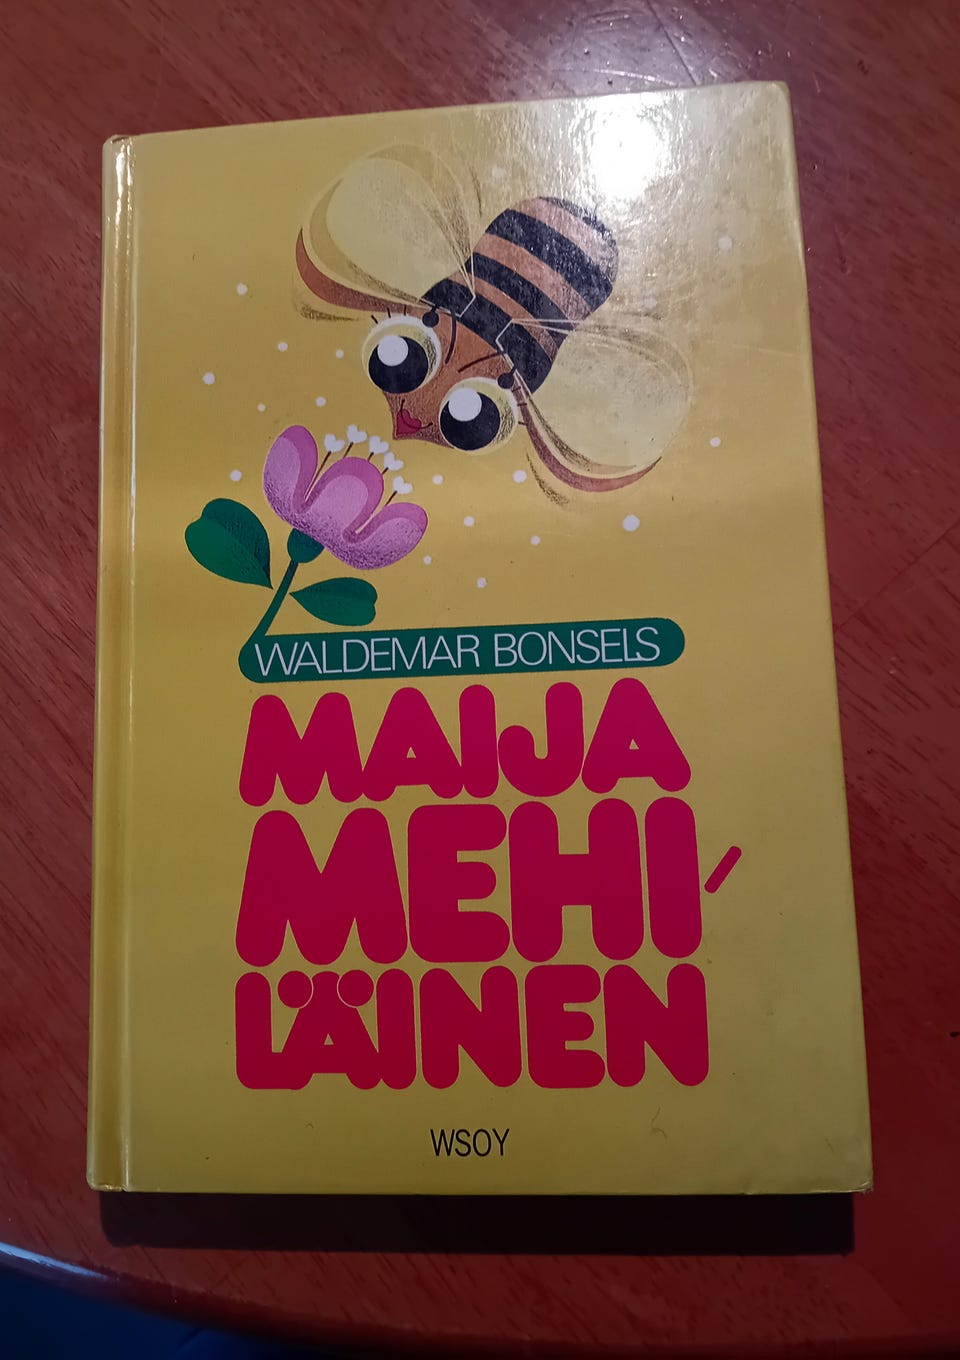 WALDEMAR BONSELS
MAIJA
MEHI-
LÄINEN
WSOY